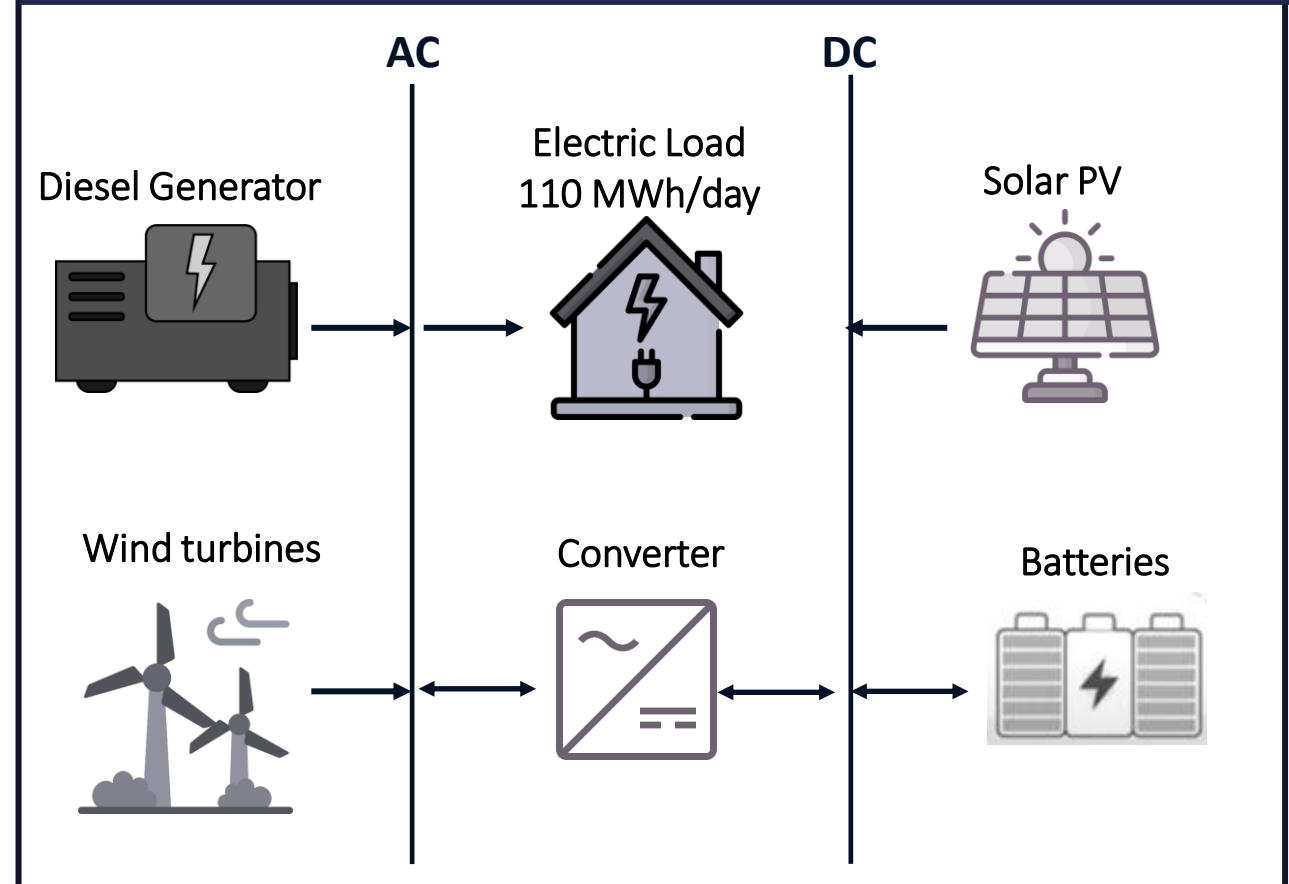 AC
DC
Diesel Generator
Electric Load
110 MWh/day
Solar PV
Wind turbines
Converter
Batteries